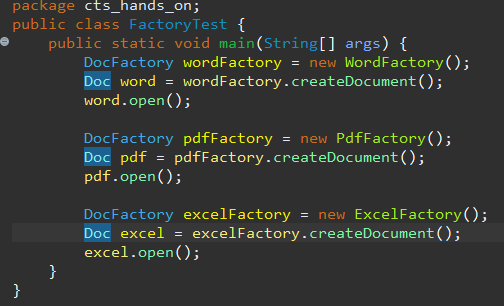 package cts_hands_on;
public class FactoryTest {
    public static void main(String[] args) {
        DocFactory wordFactory = new WordFactory();
        Doc word = wordFactory.createDocument();
        word.open();

        DocFactory pdfFactory = new PdfFactory();
        Doc pdf = pdfFactory.createDocument();
        pdf.open();

        DocFactory excelFactory = new ExcelFactory();
        Doc excel = excelFactory.createDocument();
        excel.open();
    }
}